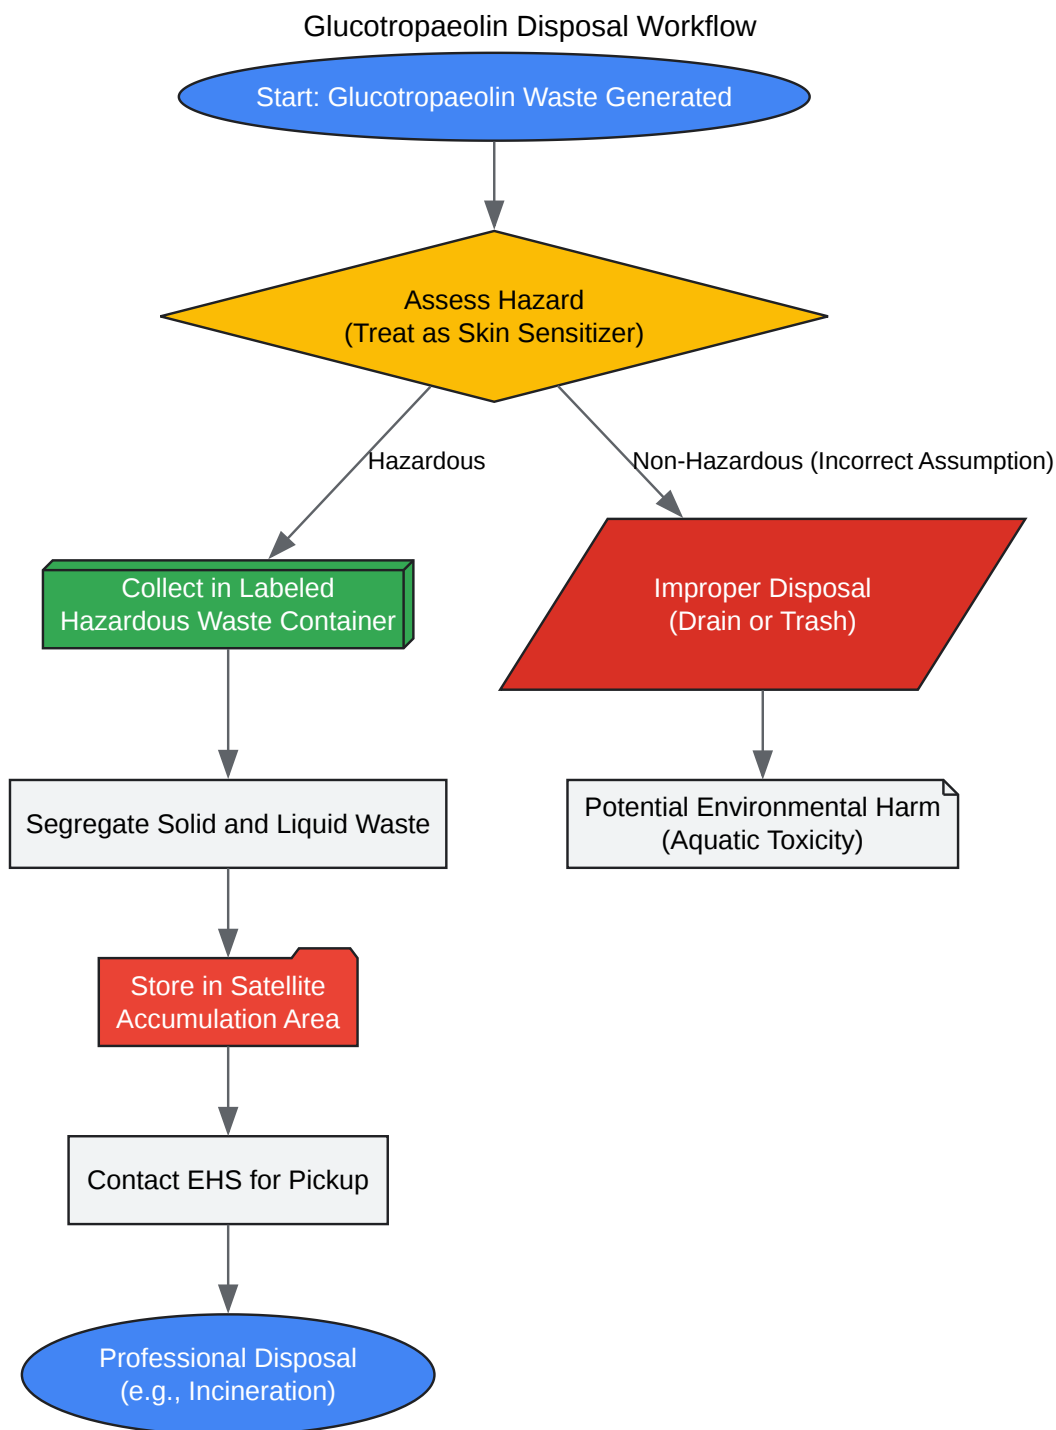 Glucotropaeolin Disposal Workflow
Start: Glucotropaeolin Waste Generated
Assess Hazard
(Treat as Skin Sensitizer)
Hazardous
Non-Hazardous (Incorrect Assumption)
Collect in Labeled
Hazardous Waste Container
Improper Disposal
(Drain or Trash)
Segregate Solid and Liquid Waste
Potential Environmental Harm
(Aquatic Toxicity)
Store in Satellite
Accumulation Area
Contact EHS for Pickup
Professional Disposal
(e.g., Incineration)